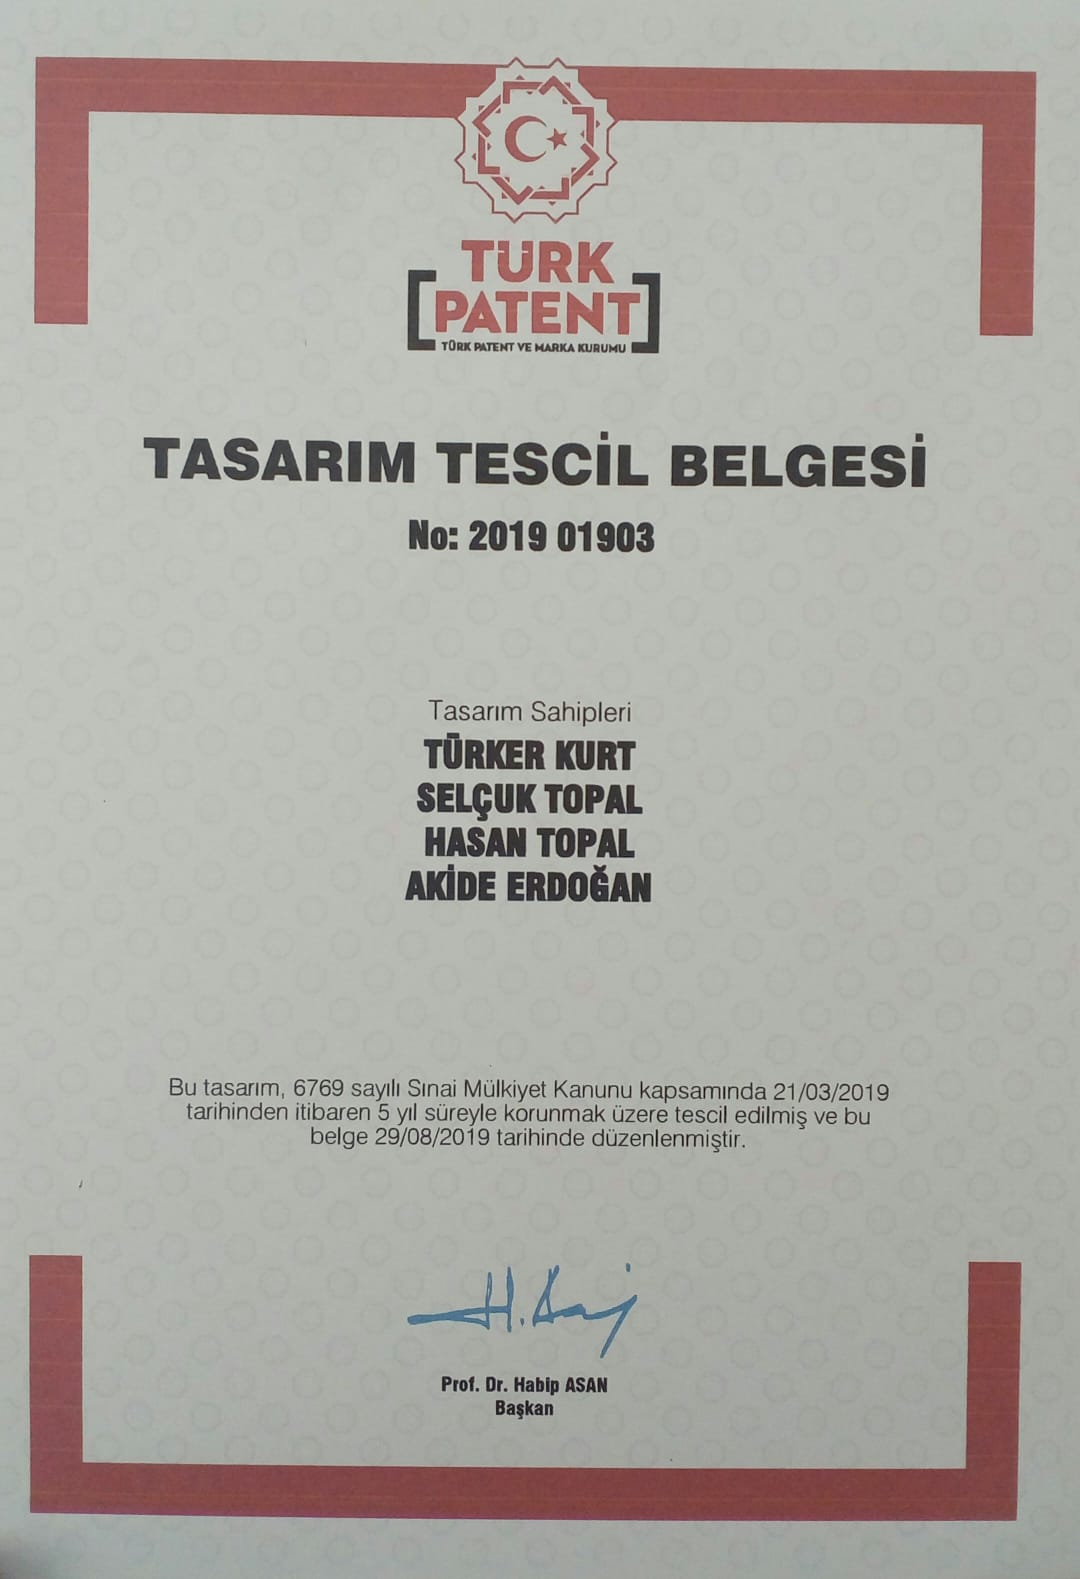 TÜRK
PATENT
TÜRK PATENT VE MARKA KURUMU
TASARIM TESCİL BELGESİ
No: 2019 01903
Tasarım Sahipleri
TÜRKER KURT
SELÇUK TOPAL
HASAN TOPAL
AKİDE ERDOĞAN
Bu tasarım, 6769 sayılı Sınai Mülkiyet Kanunu kapsamında 21/03/2019
tarihinden itibaren 5 yıl süreyle korunmak üzere tescil edilmiş ve bu
belge 29/08/2019 tarihinde düzenlenmiştir.
Prof. Dr. Habip ASAN
Başkan